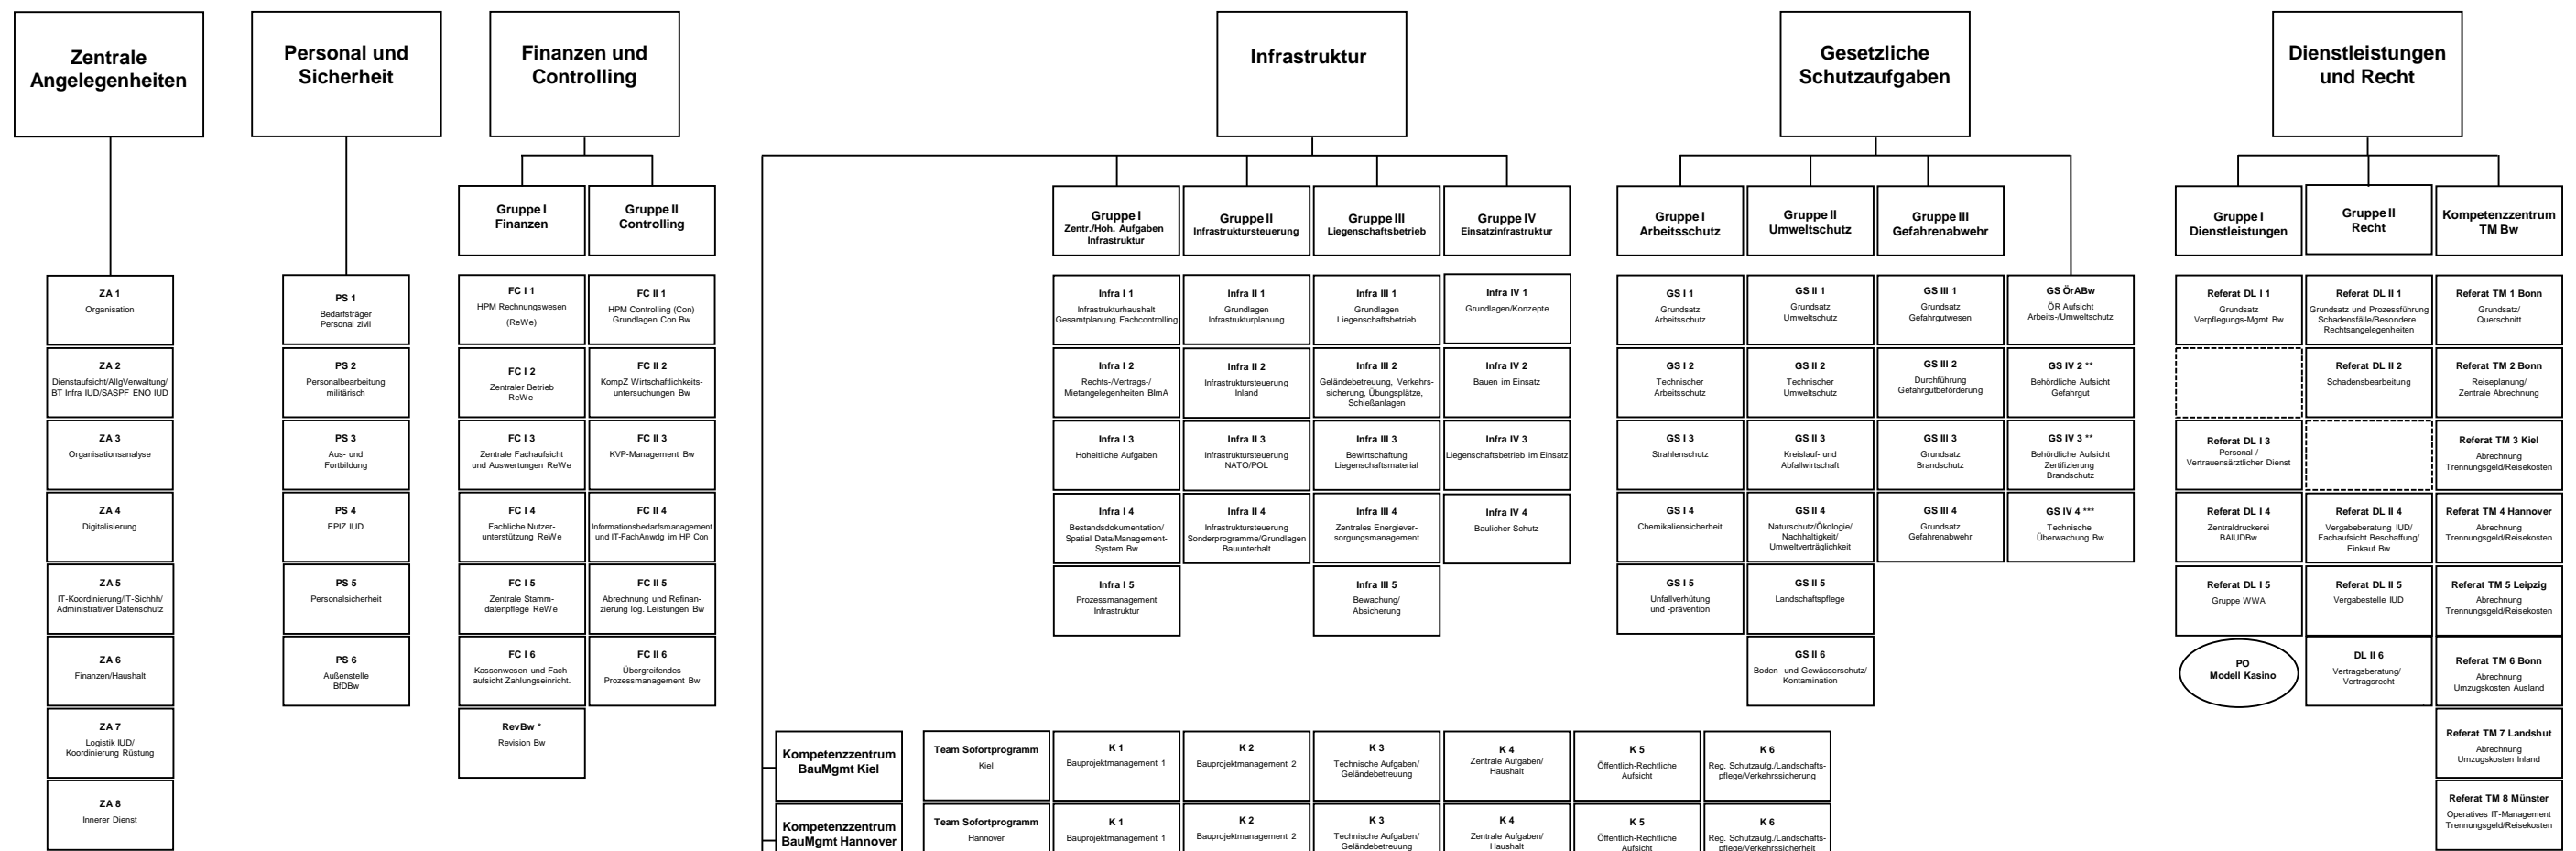 Zentrale
Angelegenheiten
Personal und
Sicherheit
Finanzen und
Controlling
Infrastruktur
Gesetzliche
Schutzaufgaben
Dienstleistungen
und Recht
Gruppe I
Finanzen
Gruppe II
Controlling
Gruppe I
Zentr./Hoh. Aufgaben
Infrastruktur
Gruppe II
Infrastruktursteuerung
Gruppe III
Liegenschaftsbetrieb
Gruppe IV
Einsatzinfrastruktur
Gruppe I
Arbeitsschutz
Gruppe II
Umweltschutz
Gruppe III
Gefahrenabwehr
Gruppe I
Dienstleistungen
Gruppe II
Recht
Kompetenzzentrum
TM Bw
ZA 1
Organisation
ZA 2
Dienstaufsicht/AllgVerwaltung/
BT Infra IUD/SASPF ENO IUD
ZA 3
Organisationsanalyse
ZA 4
Digitalisierung
ZA 5
IT-Koordinierung/IT-Sichhh/
Administrativer Datenschutz
ZA 6
Finanzen/Haushalt
ZA 7
Logistik IUD/
Koordinierung Rüstung
ZA 8
Innerer Dienst
PS 1
Bedarfsträger
Personal zivil
PS 2
Personalbearbeitung
militärisch
PS 3
Aus- und
Fortbildung
PS 4
EPIZ IUD
PS 5
Personalsicherheit
PS 6
Außenstelle
BfDBw
FC I 1
HPM Rechnungswesen
(ReWe)
FC I 2
Zentraler Betrieb
ReWe
FC I 3
Zentrale Fachaufsicht
und Auswertungen ReWe
FC I 4
Fachliche Nutzer-
unterstützung ReWe
FC I 5
Zentrale Stamm-
datenpflege ReWe
FC I 6
Kassenwesen und Fach-
aufsicht Zahlungseinricht.
RevBw *
Revision Bw
FC II 1
HPM Controlling (Con)
Grundlagen Con Bw
FC II 2
KompZ Wirtschaftlichkeits-
untersuchungen Bw
FC II 3
KVP-Management Bw
FC II 4
Informationsbedarfsmanagement
und IT-FachAnwdg im HP Con
FC II 5
Abrechnung und Refinan-
zierung log. Leistungen Bw
FC II 6
Übergreifendes
Prozessmanagement Bw
Infra I 1
Infrastrukturhaushalt
Gesamtplanung Fachcontrolling
Infra I 2
Rechts-/Vertrags-/
Mietangelegenheiten BImA
Infra I 3
Hoheitliche Aufgaben
Infra I 4
Bestandsdokumentation/
Spatial Data/Management-
System Bw
Infra I 5
Prozessmanagement
Infrastruktur
Infra II 1
Grundlagen
Infrastrukturplanung
Infra II 2
Infrastruktursteuerung
Inland
Infra II 3
Infrastruktursteuerung
NATO/POL
Infra II 4
Infrastruktursteuerung
Sonderprogramme/Grundlagen
Bauunterhalt
Infra III 1
Grundlagen
Liegenschaftsbetrieb
Infra III 2
Geländebetreuung, Verkehrs-
sicherung, Übungsplätze,
Schießanlagen
Infra III 3
Bewirtschaftung
Liegenschaftsmaterial
Infra III 4
Zentrales Energiever-
sorgungsmanagement
Infra III 5
Bewachung/
Absicherung
Infra IV 1
Grundlagen/Konzepte
Infra IV 2
Bauen im Einsatz
Infra IV 3
Liegenschaftsbetrieb im Einsatz
Infra IV 4
Baulicher Schutz
GS I 1
Grundsatz
Arbeitsschutz
GS I 2
Technischer
Arbeitsschutz
GS I 3
Strahlenschutz
GS I 4
Chemikaliensicherheit
GS I 5
Unfallverhütung
und -prävention
GS II 1
Grundsatz
Umweltschutz
GS II 2
Technischer
Umweltschutz
GS II 3
Kreislauf- und
Abfallwirtschaft
GS II 4
Naturschutz/Ökologie/
Nachhaltigkeit/
Umweltverträglichkeit
GS II 5
Landschaftspflege
GS II 6
Boden- und Gewässerschutz/
Kontamination
GS III 1
Grundsatz
Gefahrgutwesen
GS III 2
Durchführung
Gefahrgutbeförderung
GS III 3
Grundsatz
Brandschutz
GS III 4
Grundsatz
Gefahrenabwehr
GS ÖrABw
ÖR Aufsicht
Arbeits-/Umweltschutz
GS IV 2 **
Behördliche Aufsicht
Gefahrgut
GS IV 3 **
Behördliche Aufsicht
Zertifizierung
Brandschutz
GS IV 4 ***
Technische
Überwachung Bw
Referat DL I 1
Grundsatz
Verpflegungs-Mgmt Bw
Referat DL I 3
Personal-/
Vertrauensärztlicher Dienst
Referat DL I 4
Zentraldruckerei
BAIUDBw
Referat DL I 5
Gruppe WWA
PO
Modell Kasino
Referat DL II 1
Grundsatz und Prozessführung
Schadensfälle/Besondere
Rechtsangelegenheiten
Referat DL II 2
Schadensbearbeitung
Referat DL II 4
Vergabeberatung IUD/
Fachaufsicht Beschaffung/
Einkauf Bw
Referat DL II 5
Vergabestelle IUD
DL II 6
Vertragsberatung/
Vertragsrecht
Referat TM 1 Bonn
Grundsatz/
Querschnitt
Referat TM 2 Bonn
Reiseplanung/
Zentrale Abrechnung
Referat TM 3 Kiel
Abrechnung
Trennungsgeld/Reisekosten
Referat TM 4 Hannover
Abrechnung
Trennungsgeld/Reisekosten
Referat TM 5 Leipzig
Abrechnung
Trennungsgeld/Reisekosten
Referat TM 6 Bonn
Abrechnung
Umzugskosten Ausland
Referat TM 7 Landshut
Abrechnung
Umzugskosten Inland
Referat TM 8 Münster
Operatives IT-Management
Trennungsgeld/Reisekosten
Kompetenzzentrum
BauMgmt Kiel
Team Sofortprogramm
Kiel
K 1
Bauprojektmanagement 1
K 2
Bauprojektmanagement 2
K 3
Technische Aufgaben/
Geländebetreuung
K 4
Zentrale Aufgaben/
Haushalt
K 5
Öffentlich-Rechtliche
Aufsicht
K 6
Reg. Schutzaufg./Landschafts-
pflege/Verkehrssicherung
Kompetenzzentrum
BauMgmt Hannover
Team Sofortprogramm
Hannover
K 1
Bauprojektmanagement 1
K 2
Bauprojektmanagement 2
K 3
Technische Aufgaben/
Geländebetreuung
K 4
Zentrale Aufgaben/
Haushalt
K 5
Öffentlich-Rechtliche
Aufsicht
K 6
Reg. Schutzaufg./Landschafts-
pflege/Verkehrssicherheit